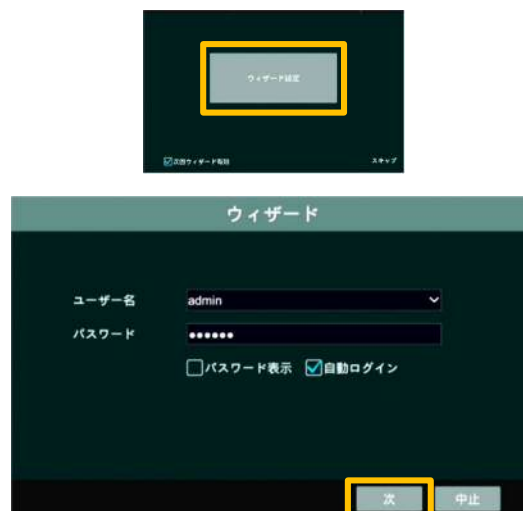 ウィザード設定
次回ウィザード有効 スキップ
ウィザード
ユーザー名 admin
パスワード ●●●●●●
パスワード表示 自動ログイン
次 中止